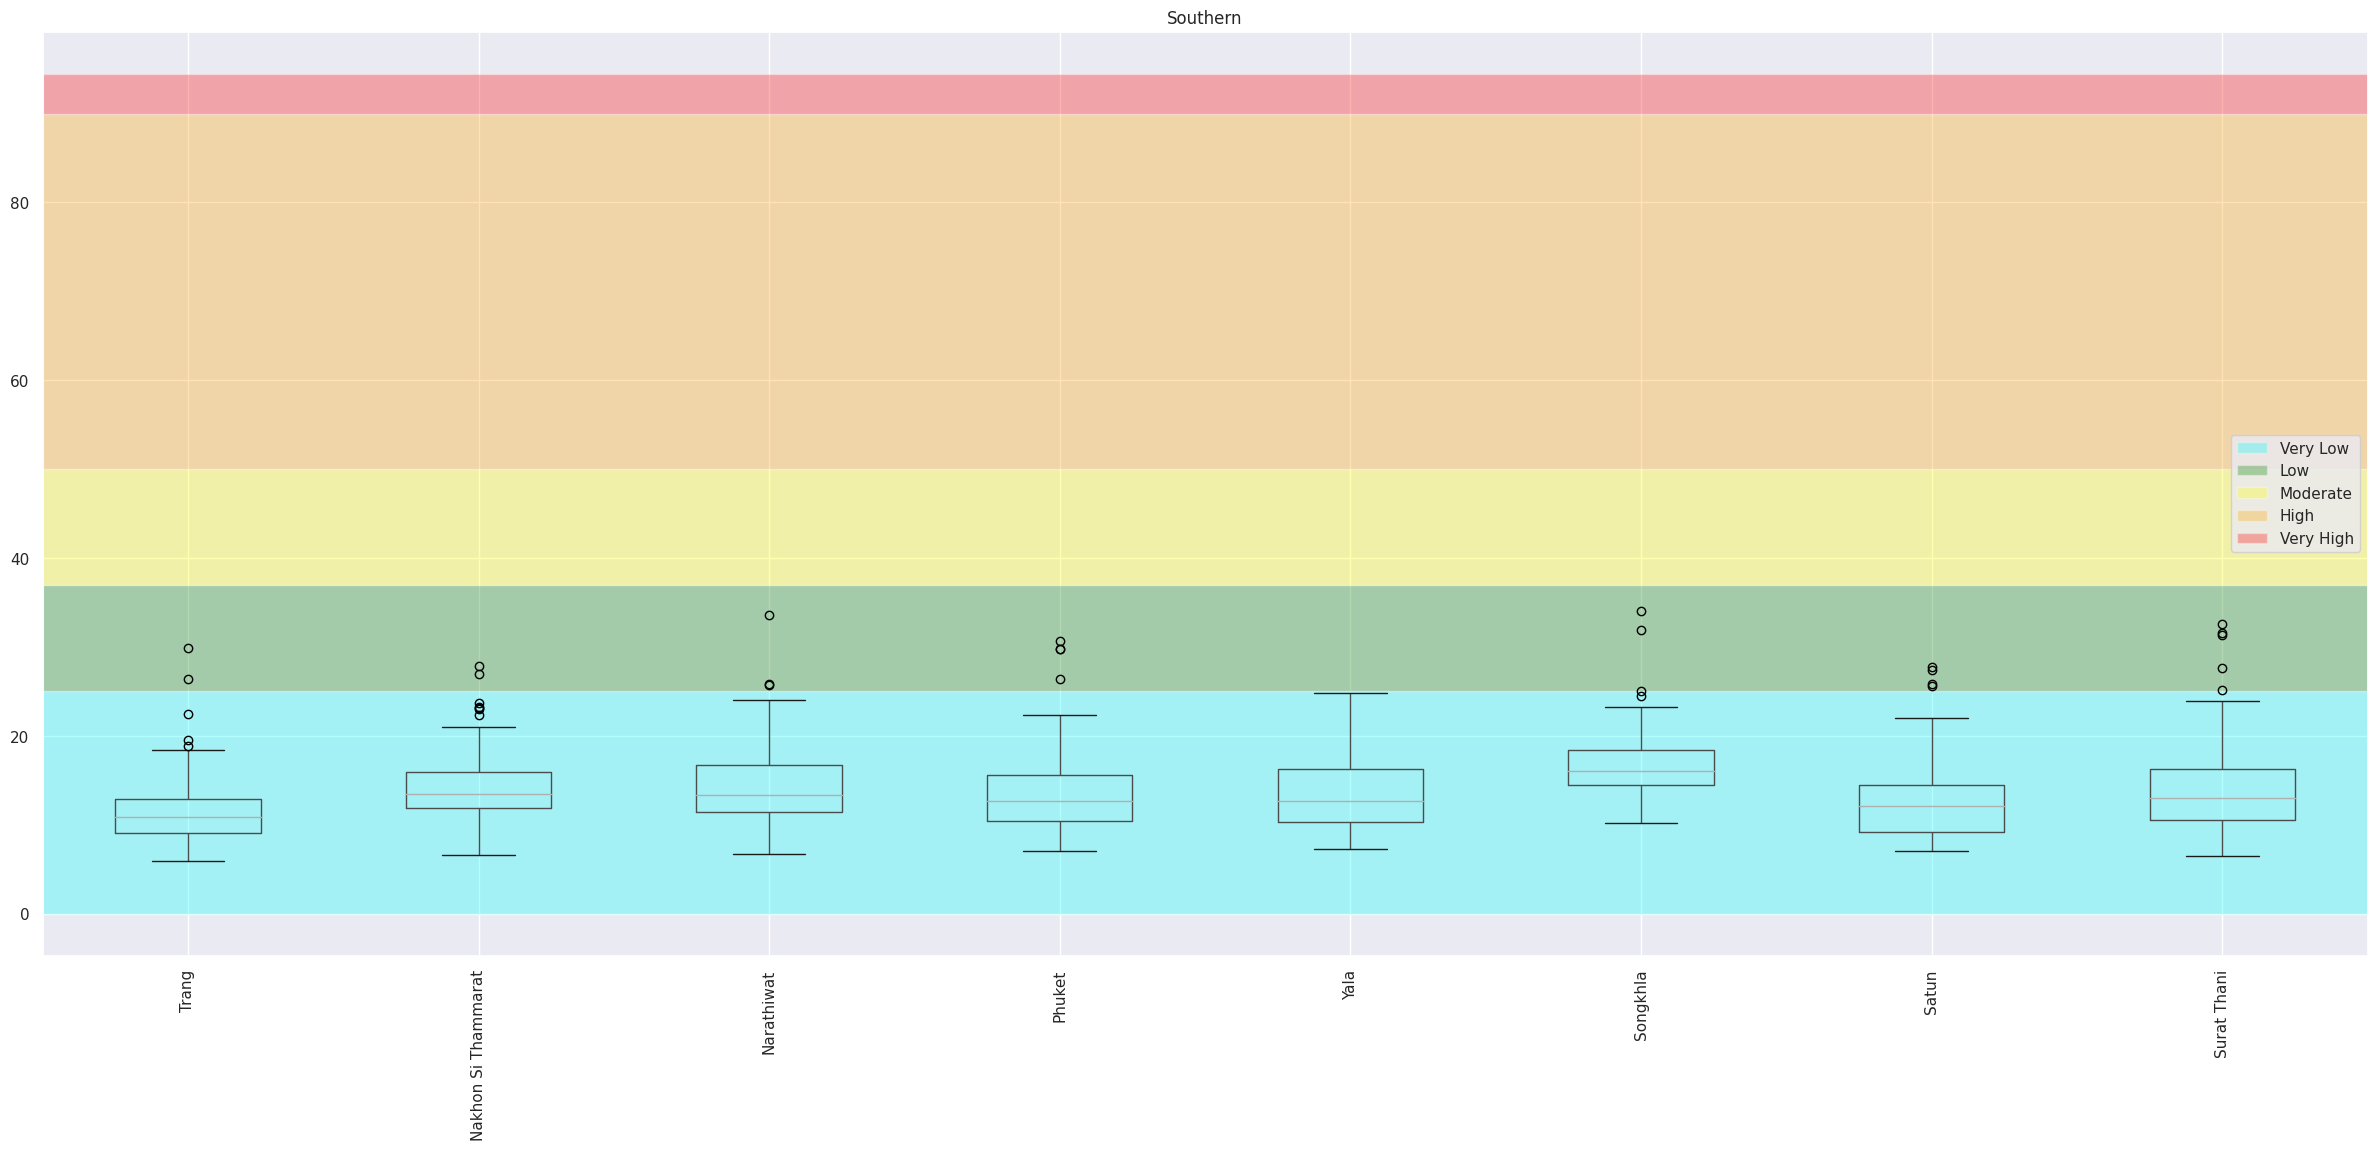 Southern
80
60
40
20
0
Very Low
Low
Moderate
High
Very High
Trang
Nakhon Si Thammmarat
Narathiwat
Phuket
Yala
Songkhla
Satun
Surat Thani